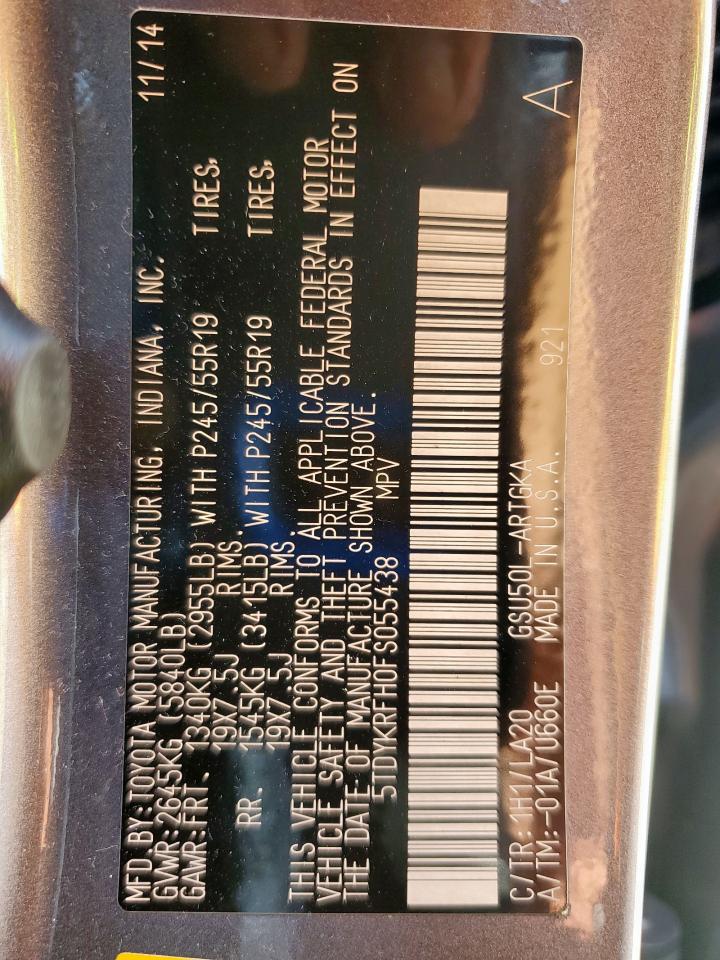 MFD BY:TOYOTA MOTOR MANUFACTURING, INDIANA, INC. 11/14
GVWR:2645KG (5840LB)
GAWR:FRT. 1340KG (2955LB) WITH P245/55R19 TIRES,
19X7.5J RIMS.
RR. 1545KG (3415LB) WITH P245/55R19 TIRES,
19X7.5J RIMS.
THIS VEHICLE CONFORMS TO ALL APPLICABLE FEDERAL MOTOR
VEHICLE SAFETY AND THEFT PREVENTION STANDARDS IN EFFECT ON
THE DATE OF MANUFACTURE SHOWN ABOVE.
5TDYKRFH0FS055438 MPV
C/TR:1H1/LA20 GSU50L-ARTGKA
A/TM:-01A/U660E MADE IN U.S.A. 921 A